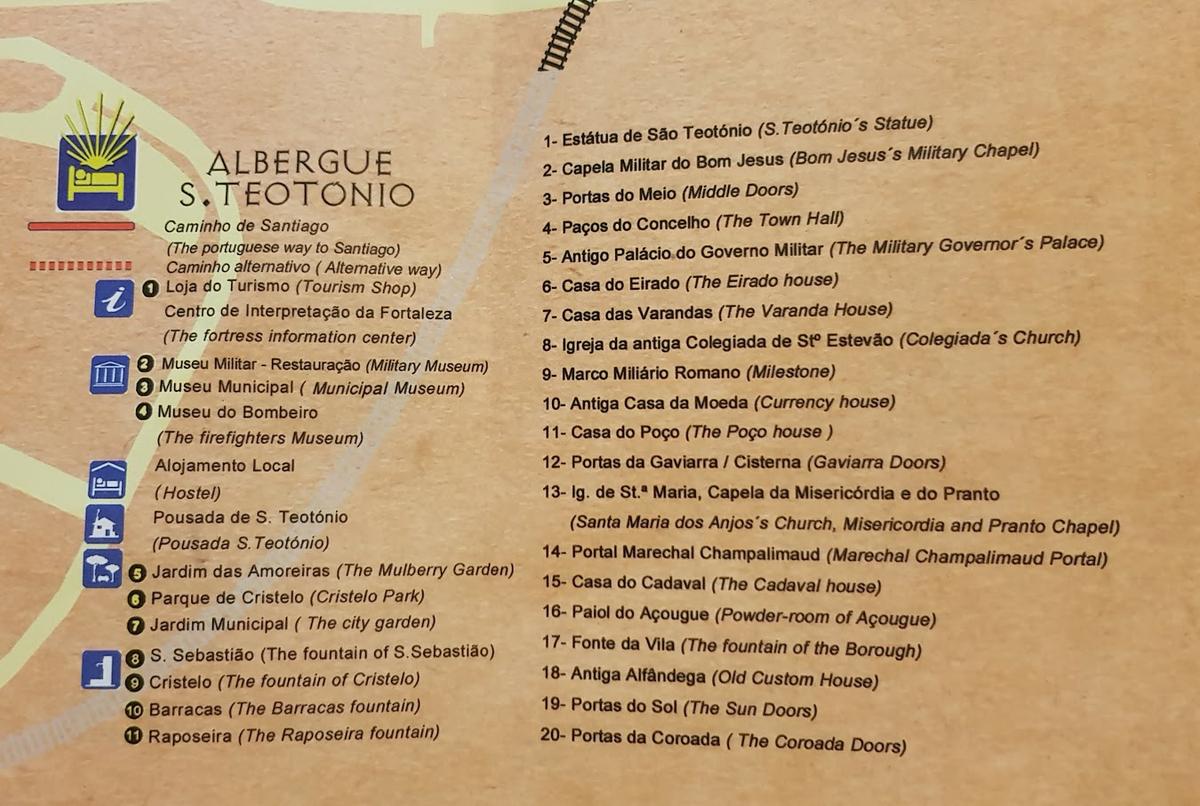 ALBERGUE
S.TEOTÓNIO
Caminho de Santiago
(The portuguese way to Santiago)
Caminho alternativo ( Alternative way)
i
1 Loja do Turismo (Tourism Shop)
Centro de Interpretação da Fortaleza
(The fortress information center)
2 Museu Militar - Restauração (Military Museum)
3 Museu Municipal ( Municipal Museum)
4 Museu do Bombeiro
(The firefighters Museum)
Alojamento Local
(Hostel)
Pousada de S. Teotónio
(Pousada S.Teotónio)
5 Jardim das Amoreiras (The Mulberry Garden)
6 Parque de Cristelo (Cristelo Park)
7 Jardim Municipal ( The city garden)
8 S. Sebastião (The fountain of S.Sebastião)
9 Cristelo (The fountain of Cristelo)
10 Barracas (The Barracas fountain)
11 Raposeira (The Raposeira fountain)
1- Estátua de São Teotónio (S.Teotónio´s Statue)
2- Capela Militar do Bom Jesus (Bom Jesus´s Military Chapel)
3- Portas do Meio (Middle Doors)
4- Paços do Concelho (The Town Hall)
5- Antigo Palácio do Governo Militar (The Military Governor´s Palace)
6- Casa do Eirado (The Eirado house)
7- Casa das Varandas (The Varanda House)
8- Igreja da antiga Colegiada de Stº Estevão (Colegiada´s Church)
9- Marco Miliário Romano (Milestone)
10- Antiga Casa da Moeda (Currency house)
11- Casa do Poço (The Poço house )
12- Portas da Gaviarra / Cisterna (Gaviarra Doors)
13- Ig. de St.ª Maria, Capela da Misericórdia e do Pranto
(Santa Maria dos Anjos´s Church, Misericordia and Pranto Chapel)
14- Portal Marechal Champalimaud (Marechal Champalimaud Portal)
15- Casa do Cadaval (The Cadaval house)
16- Paiol do Açougue (Powder-room of Açougue)
17- Fonte da Vila (The fountain of the Borough)
18- Antiga Alfândega (Old Custom House)
19- Portas do Sol (The Sun Doors)
20- Portas da Coroada ( The Coroada Doors)